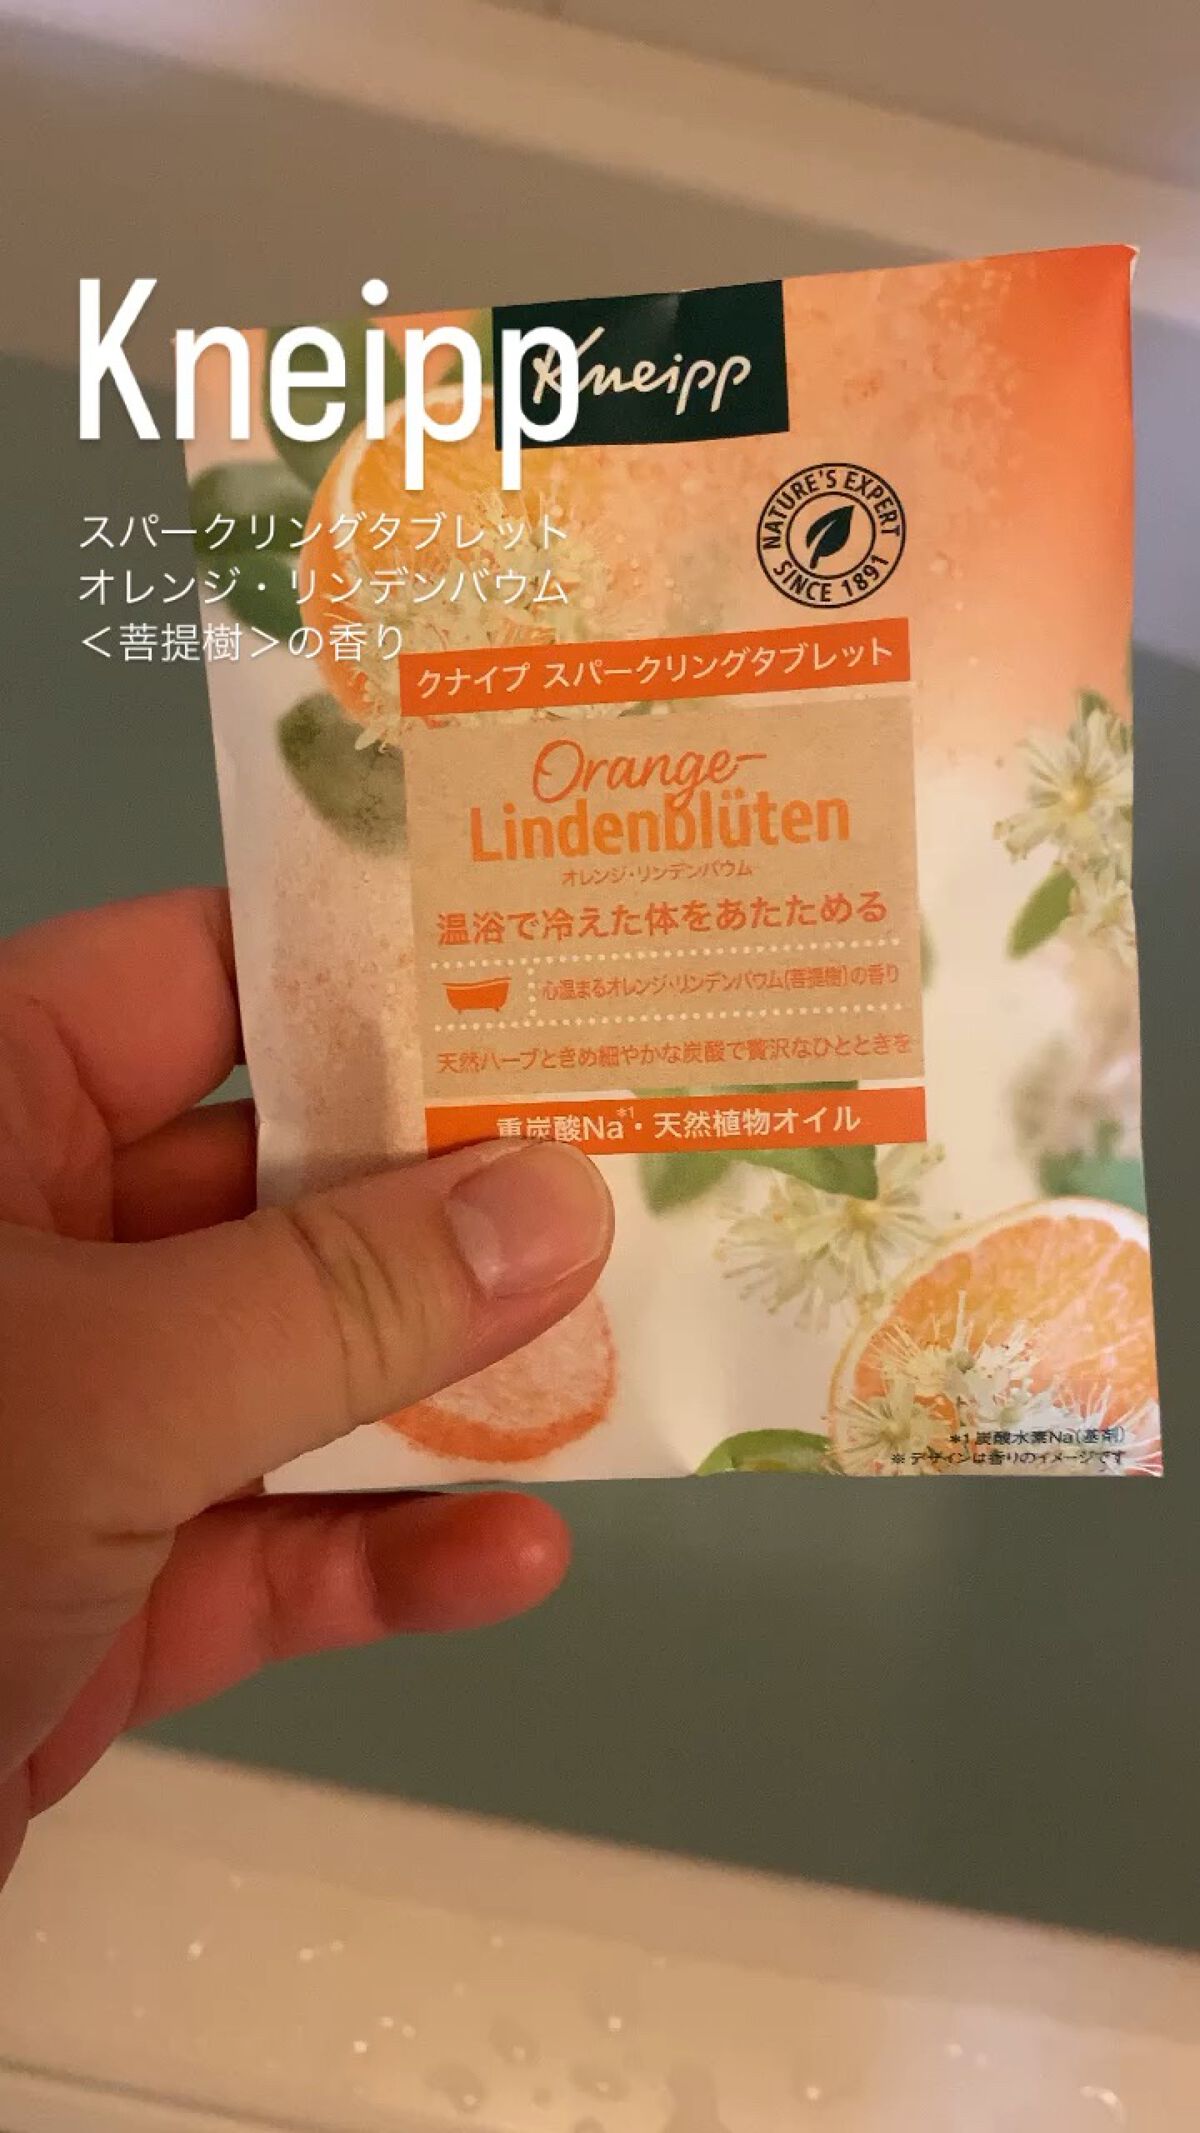 Kneipp
スパークリングタブレット
オレンジ・リンデンバウム
＜菩提樹＞の香り
Kneipp
NATURE'S EXPERT
SINCE 1891
クナイプ スパークリングタブレット
Orange-
Lindenblüten
オレンジ・リンデンバウム
温浴で冷えた体をあたためる
心温まるオレンジ・リンデンバウム(菩提樹)の香り
天然ハーブときめ細やかな炭酸で贅沢なひとときを
重炭酸Na*1・天然植物オイル
*1 炭酸水素Na(基剤)
※デザインは香りのイメージです